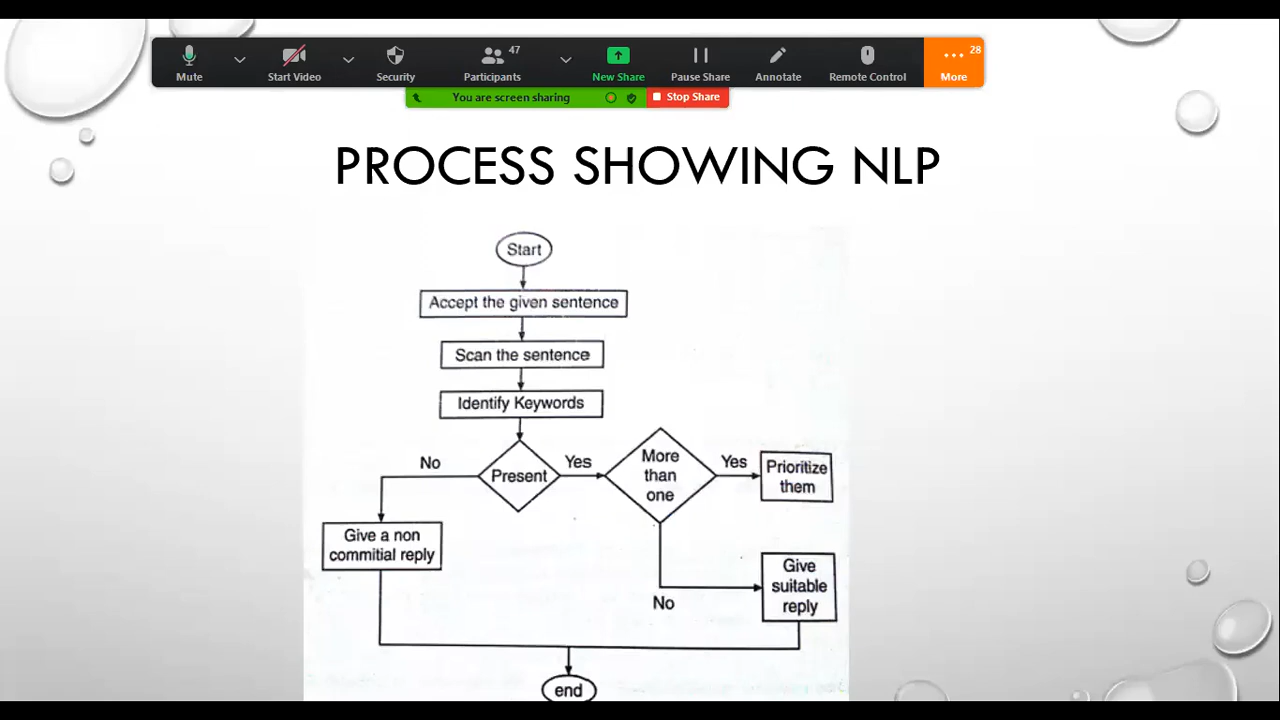 47
28
Mute
Start Video
Security
Participants
New Share
Pause Share
Annotate
Remote Control
More
You are screen sharing
Stop Share
PROCESS SHOWING NLP
Start
Accept the given sentence
Scan the sentence
Identify Keywords
No
Present
Yes
More
than
one
Yes
Prioritize
them
Give a non
commitial reply
No
Give
suitable
reply
end